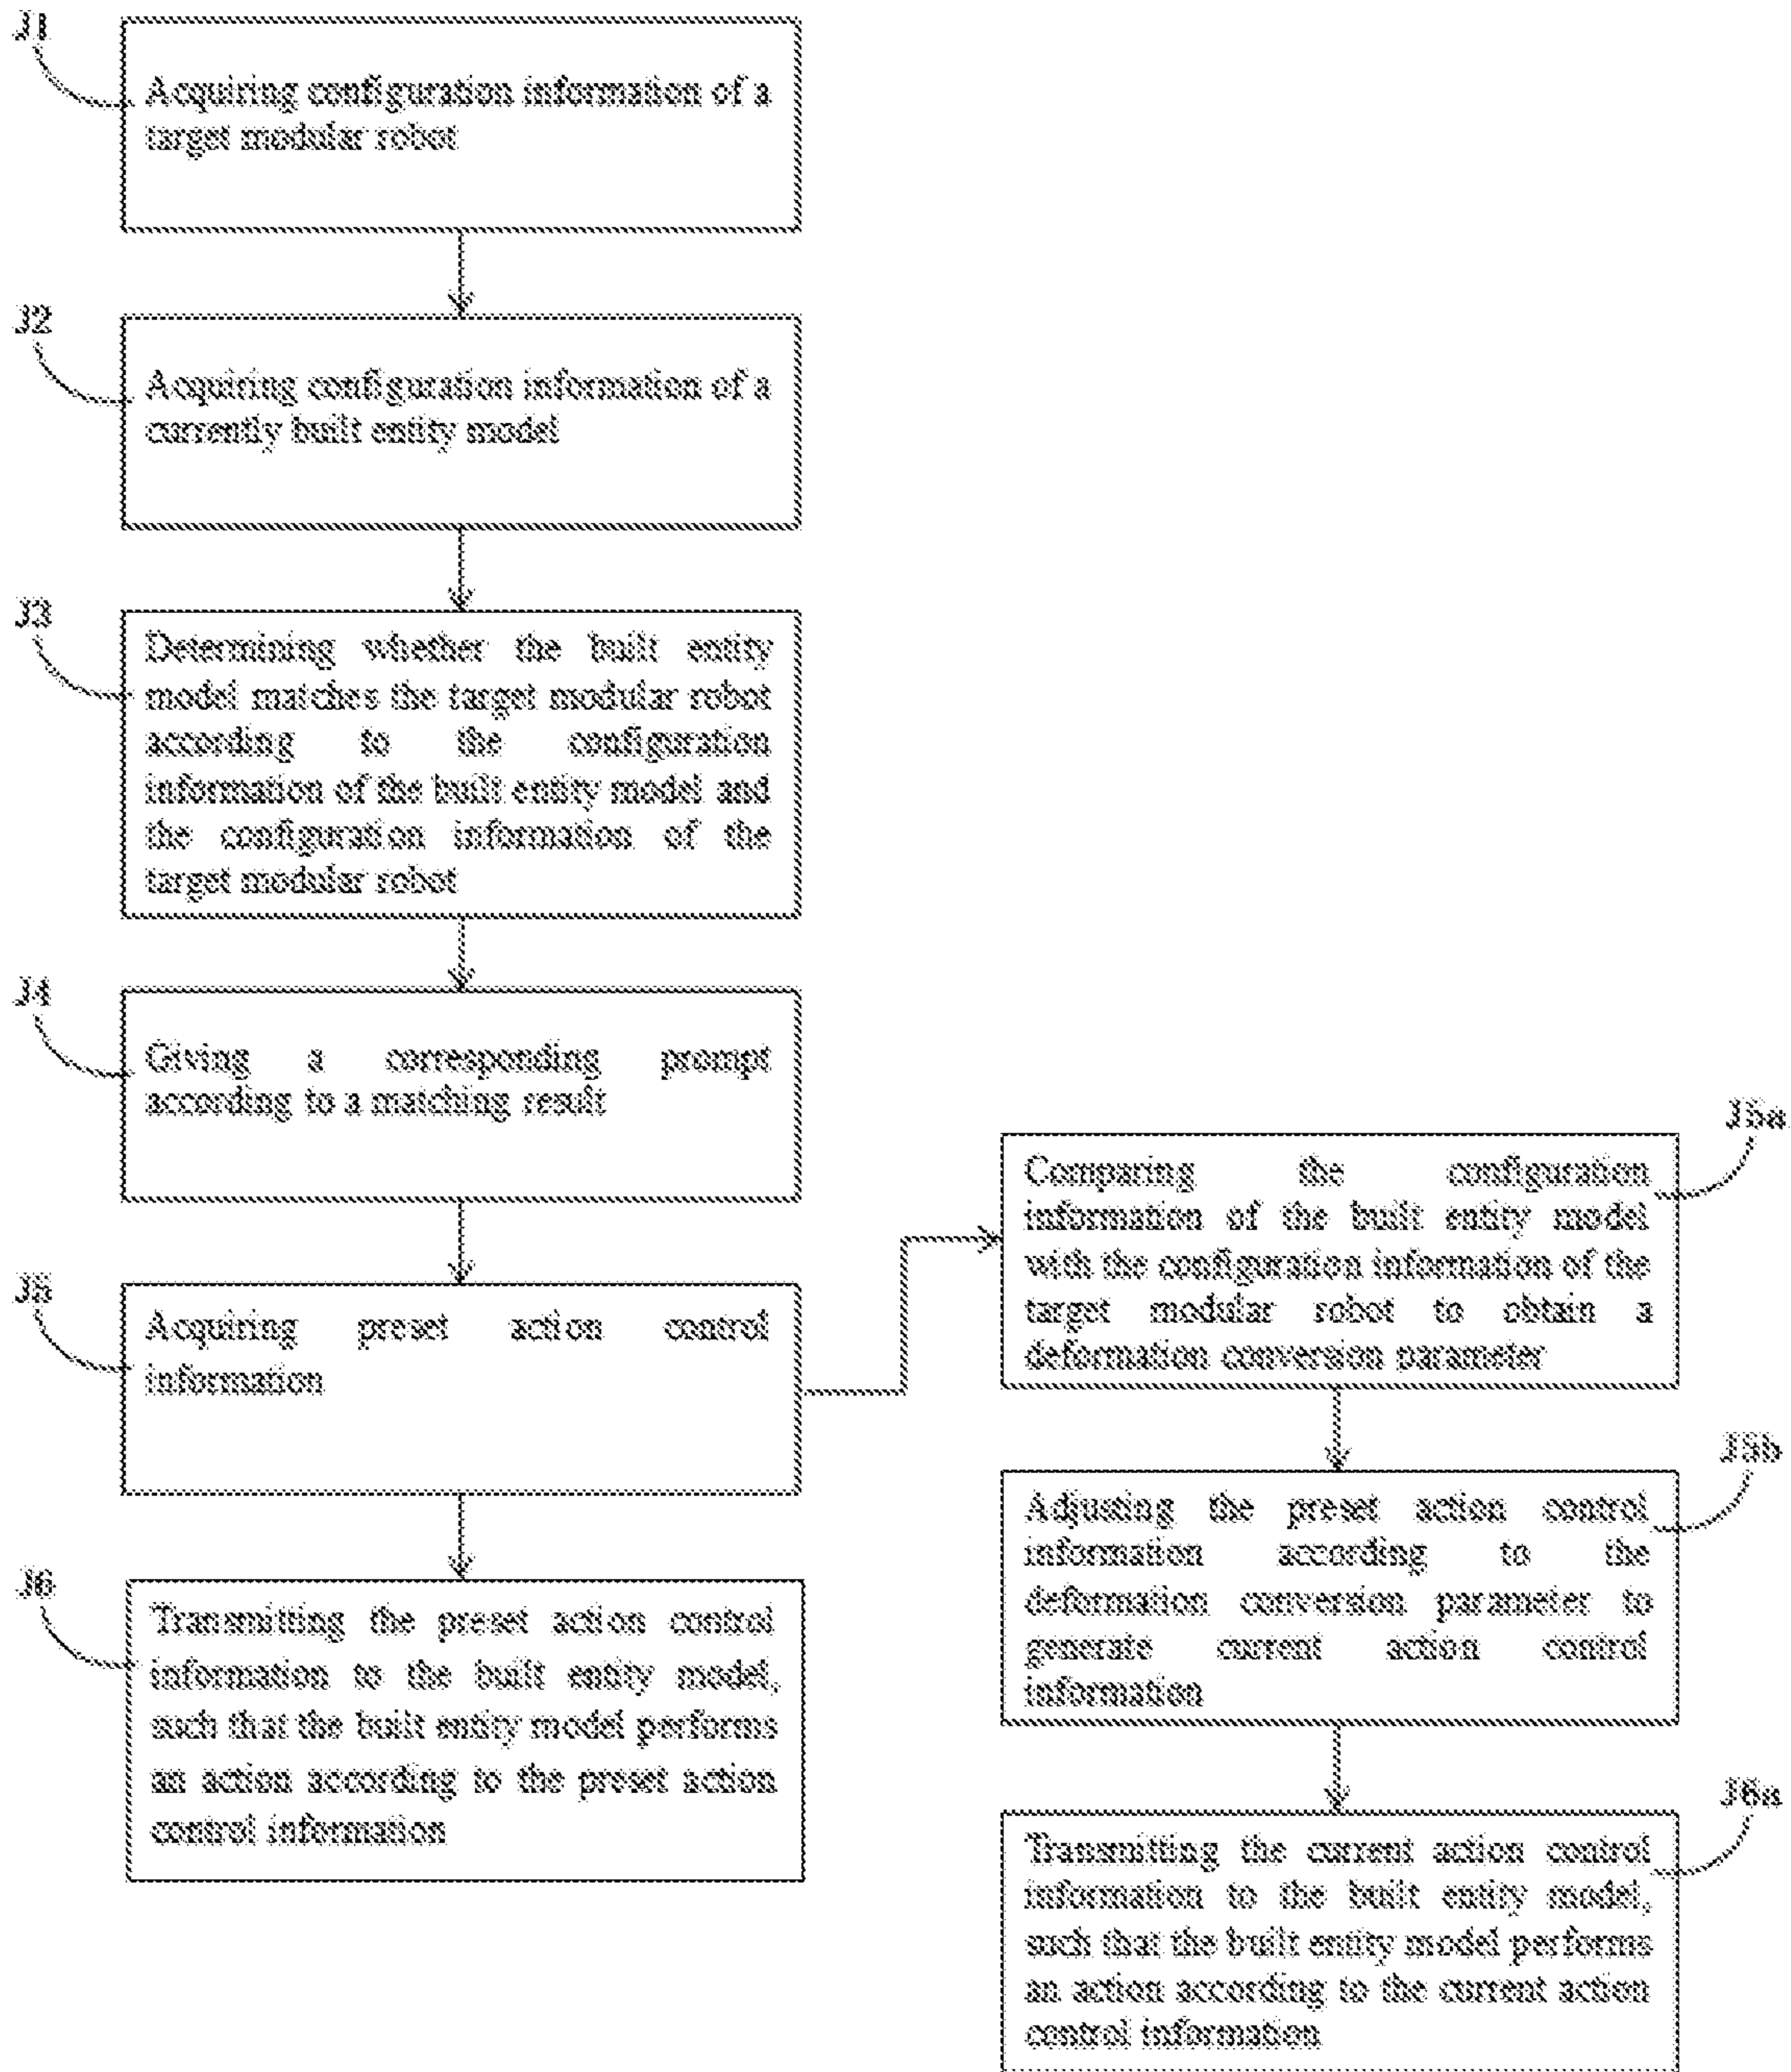 J1
Acquiring configuration information of a
target modular robot
J2
Acquiring configuration information of a
currently built entity model
J3
Determining whether the built entity
model matches the target modular robot
according to the configuration
information of the built entity model and
the configuration information of the
target modular robot
J4
Giving a corresponding prompt
according to a matching result
J5
Acquiring preset action control
information
J6
Transmitting the preset action control
information to the built entity model,
such that the built entity model performs
an action according to the preset action
control information
J5a
Comparing the configuration
information of the built entity model
with the configuration information of the
target modular robot to obtain a
deformation conversion parameter
J5b
Adjusting the preset action control
information according to the
deformation conversion parameter to
generate current action control
information
J6a
Transmitting the current action control
information to the built entity model,
such that the built entity model performs
an action according to the current action
control information